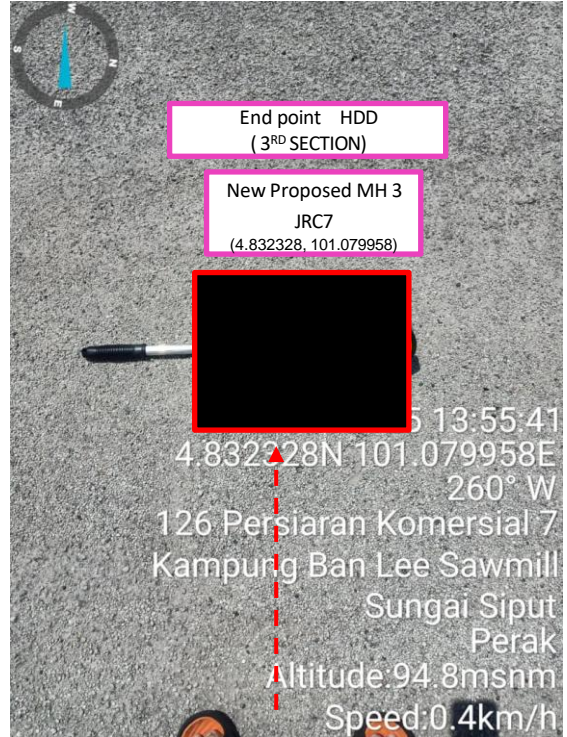 W
S
N
E
End point HDD
( 3RD SECTION)
New Proposed MH 3
JRC7
(4.832328, 101.079958)
5 13:55:41
4.832328N 101.079958E
260° W
126 Persiaran Komersial 7
Kampung Ban Lee Sawmill
Sungai Siput
Perak
Altitude:94.8msnm
Speed:0.4km/h